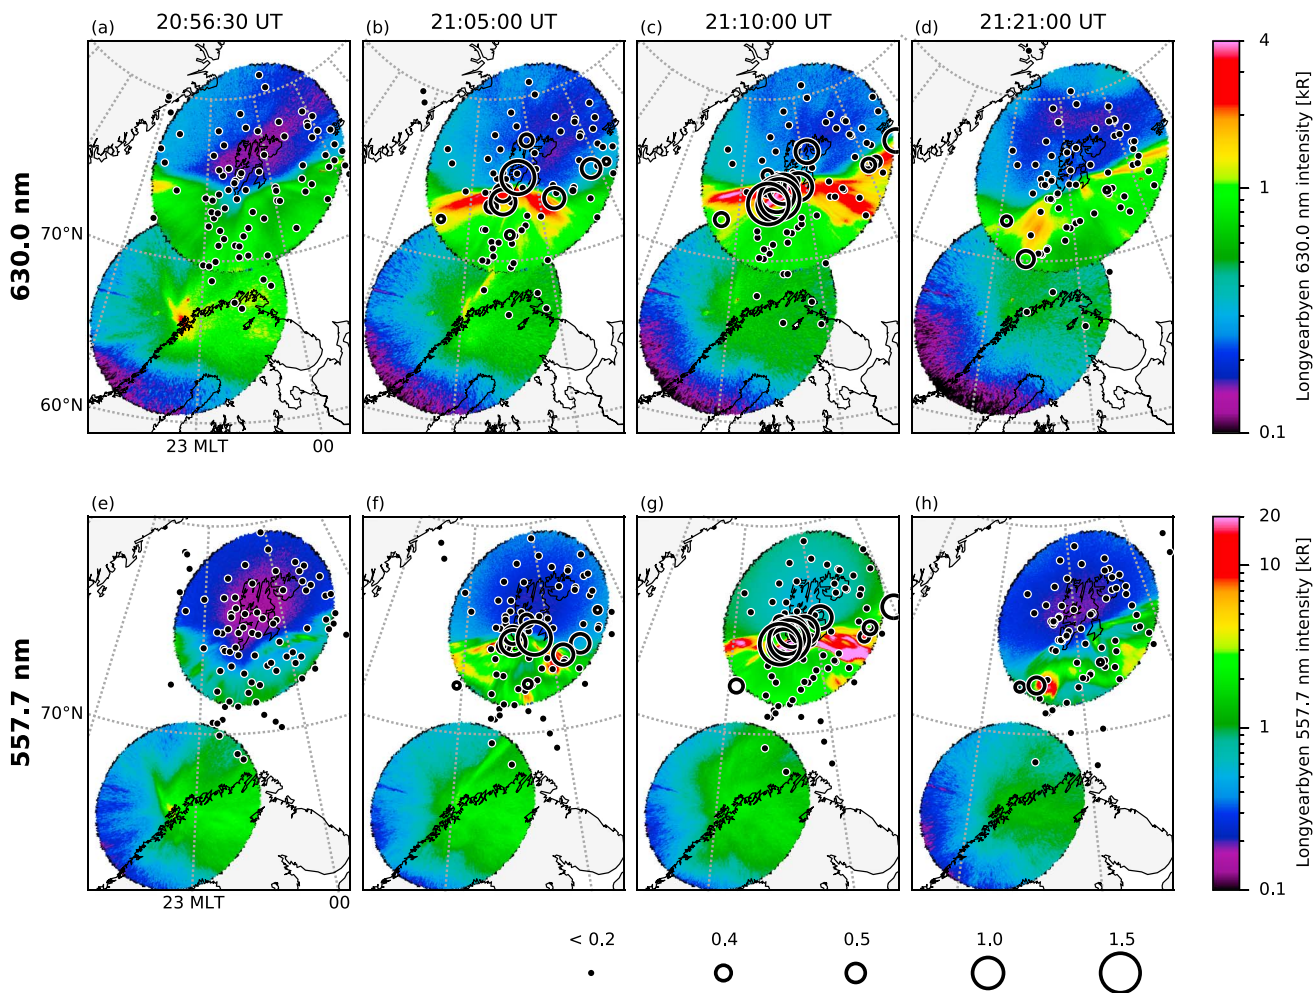 (a) 20:56:30 UT
(b) 21:05:00 UT
(c) 21:10:00 UT
(d) 21:21:00 UT
630.0 nm
70°N
60°N
23 MLT 00
4
1
0.1
Longyearbyen 630.0 nm intensity [kR]
(e)
(f)
(g)
(h)
557.7 nm
70°N
23 MLT 00
20
10
1
0.1
Longyearbyen 557.7 nm intensity [kR]
< 0.2 0.4 0.5 1.0 1.5